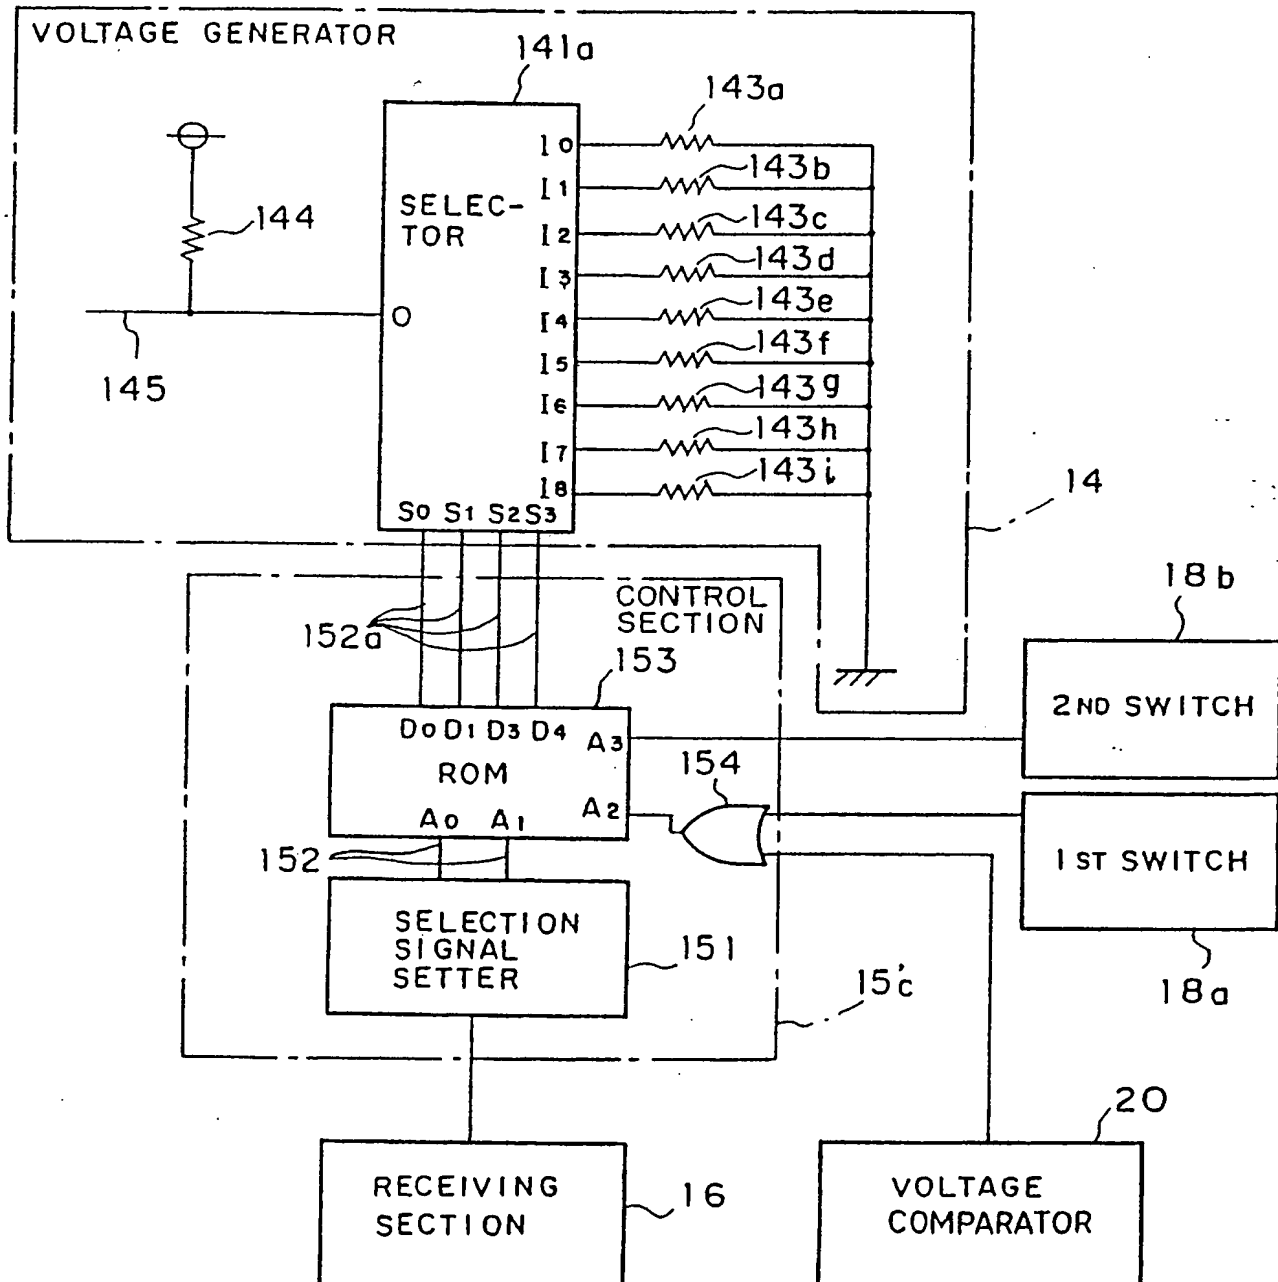 VOLTAGE GENERATOR
141a
143a
I0
143b
I1
SELEC-
TOR
143c
I2
144
143d
I3
143e
O
I4
143f
I5
145
143g
I6
143h
I7
143i
I8
14
S0 S1 S2 S3
CONTROL
SECTION
18b
152a
153
2ND SWITCH
D0 D1 D3 D4
A3
ROM
154
A2
A0 A1
152
1ST SWITCH
SELECTION
SIGNAL
SETTER
151
15'c
18a
20
RECEIVING
SECTION
16
VOLTAGE
COMPARATOR